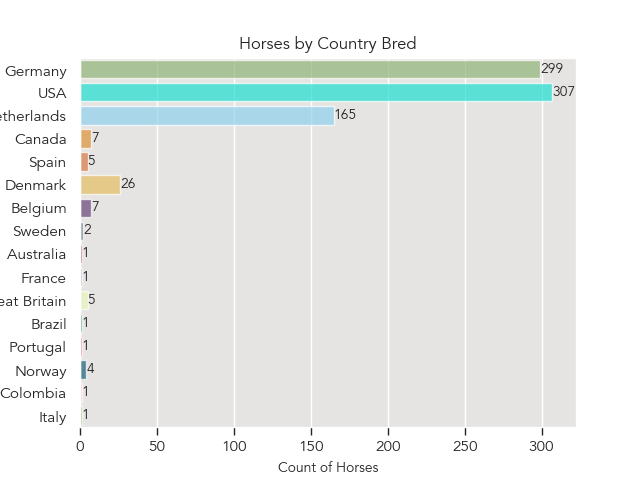 Horses by Country Bred
Germany 299
USA 307
etherlands 165
Canada 7
Spain 5
Denmark 26
Belgium 7
Sweden 2
Australia 1
France 1
eat Britain 5
Brazil 1
Portugal 1
Norway 4
Colombia 1
Italy 1
0 50 100 150 200 250 300
Count of Horses